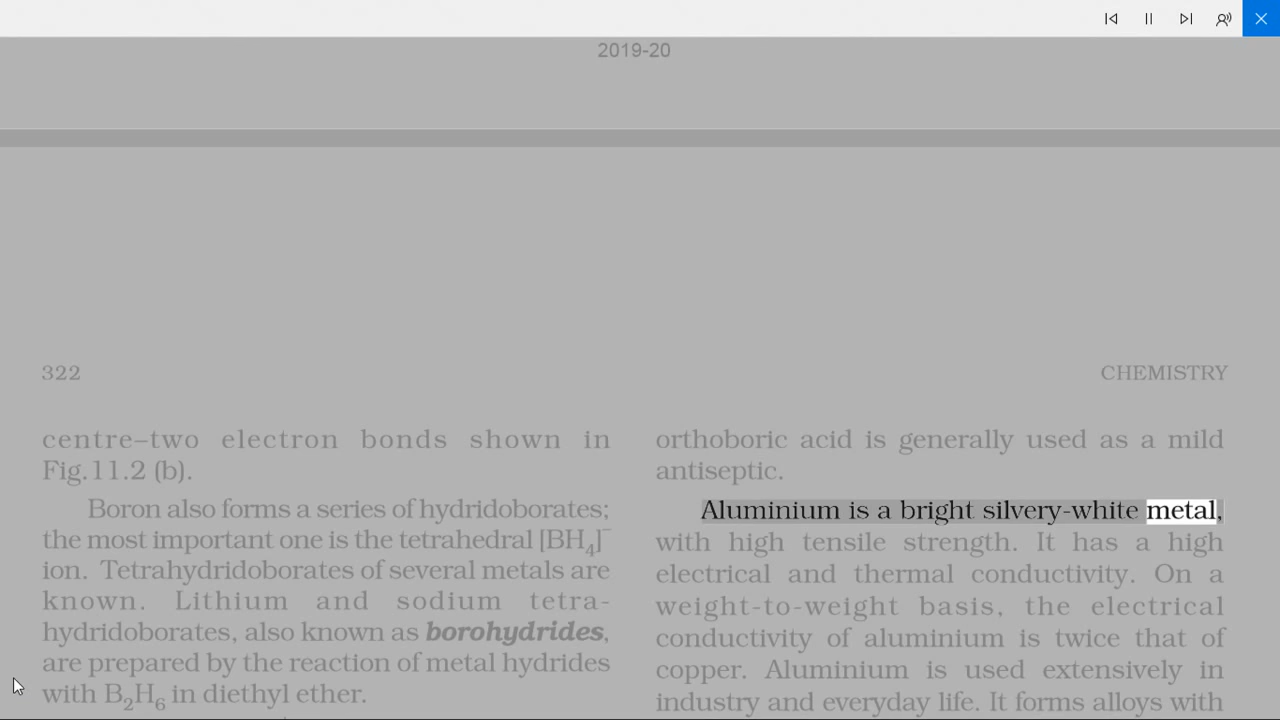 2019-20
322
CHEMISTRY
centre–two electron bonds shown in
Fig.11.2 (b).
Boron also forms a series of hydridoborates;
the most important one is the tetrahedral [BH₄]⁻
ion. Tetrahydridoborates of several metals are
known. Lithium and sodium tetra-
hydridoborates, also known as borohydrides,
are prepared by the reaction of metal hydrides
with B₂H₆ in diethyl ether.
orthoboric acid is generally used as a mild
antiseptic.
Aluminium is a bright silvery-white metal,
with high tensile strength. It has a high
electrical and thermal conductivity. On a
weight-to-weight basis, the electrical
conductivity of aluminium is twice that of
copper. Aluminium is used extensively in
industry and everyday life. It forms alloys with